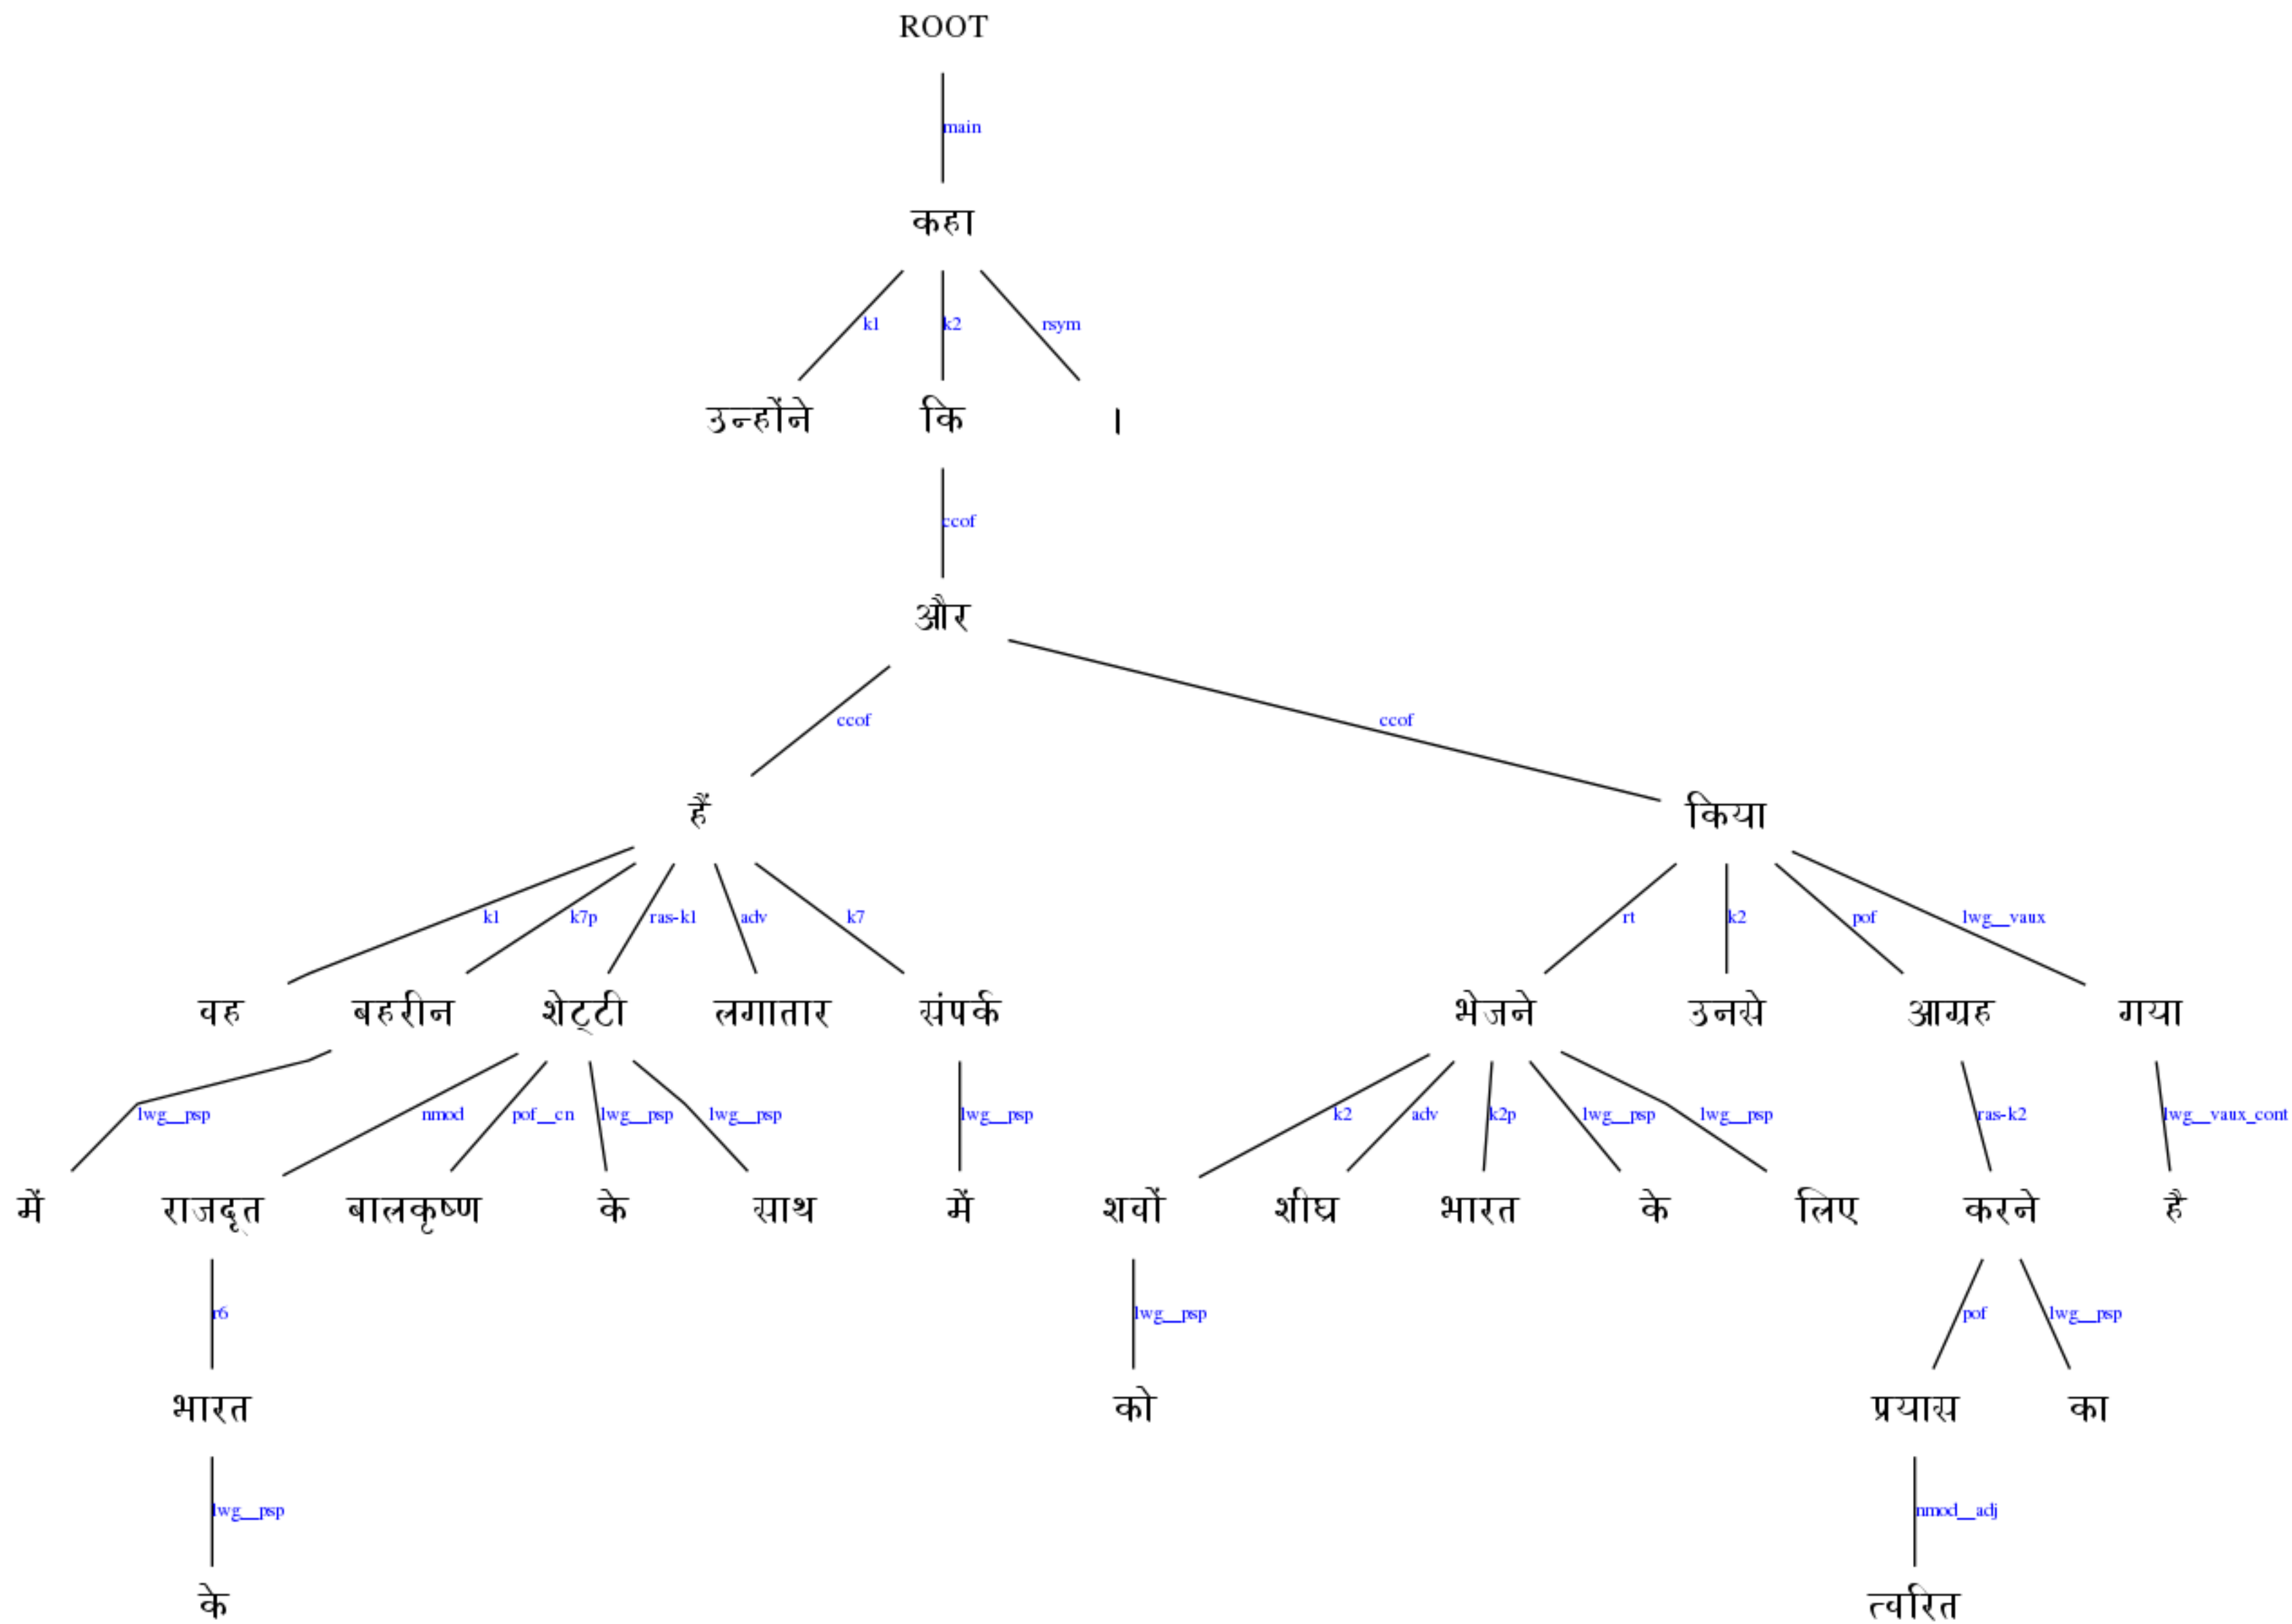 ROOT
main
कहा
k1 k2 rsym
उन्होंने कि ।
ccof
और
ccof ccof
हैं किया
k1 k7p ras-k1 adv k7 rt k2 pof lwg__vaux
वह बहरीन शेट्टी लगातार संपर्क भेजने उनसे आग्रह गया
lwg__psp nmod pof__cn lwg__psp lwg__psp lwg__psp k2 adv k2p lwg__psp lwg__psp ras-k2 lwg__vaux_cont
में राजदूत बालकृष्ण के साथ में शवों शीघ्र भारत के लिए करने है
r6 lwg__psp pof lwg__psp
भारत को प्रयास का
lwg__psp nmod__adj
के त्वरित